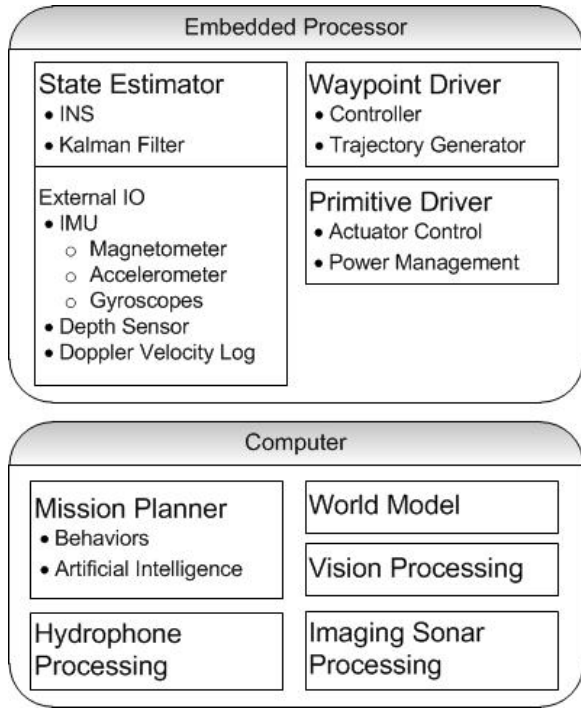 Embedded Processor
State Estimator
• INS
• Kalman Filter
External IO
• IMU
o Magnetometer
o Accelerometer
o Gyroscopes
• Depth Sensor
• Doppler Velocity Log
Waypoint Driver
• Controller
• Trajectory Generator
Primitive Driver
• Actuator Control
• Power Management
Computer
Mission Planner
• Behaviors
• Artificial Intelligence
Hydrophone
Processing
World Model
Vision Processing
Imaging Sonar
Processing